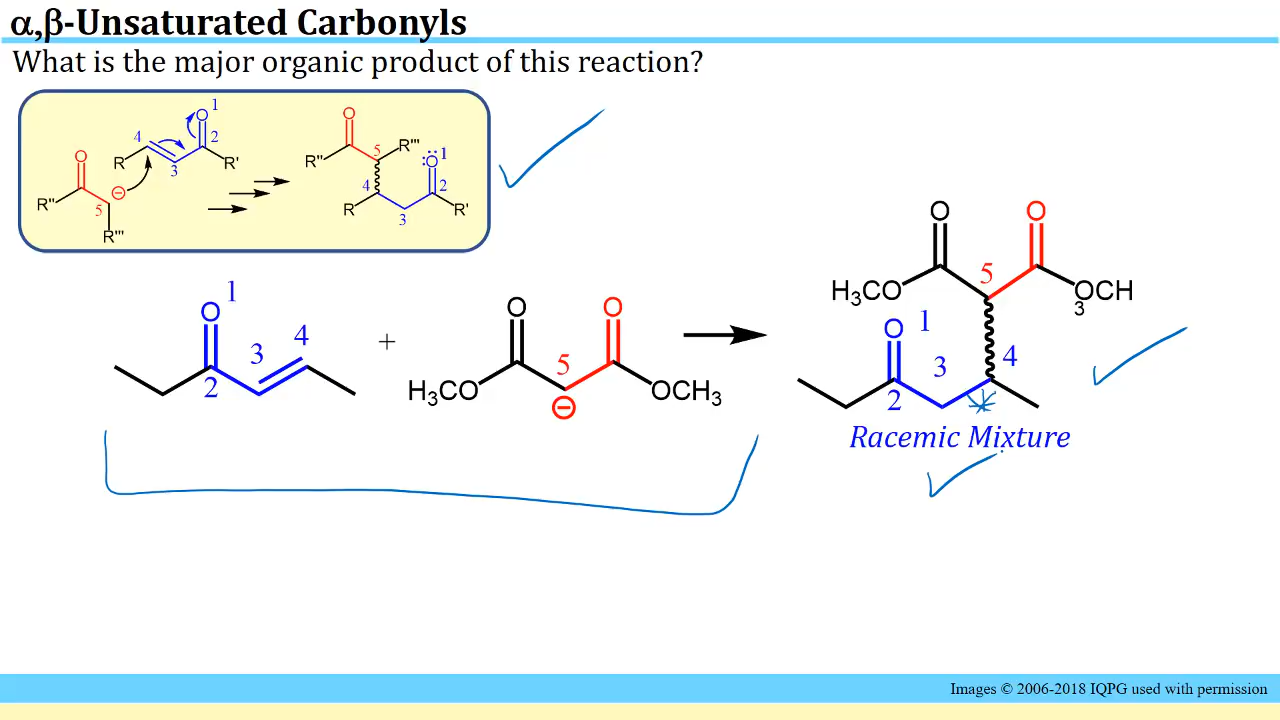 α,β-Unsaturated Carbonyls
What is the major organic product of this reaction?
O 1
4 2
R 3 R'
O
R" 5 ⊖
R'''
O
R" 5 R'''
:Ö 1
4 2
R 3 R'
O 1
3 4
2
+
O O
H3CO 5 OCH3
⊖
O O
H3CO 5 OCH
3
O 1
3 4
2 *
Racemic Mixture
Images © 2006-2018 IQPG used with permission